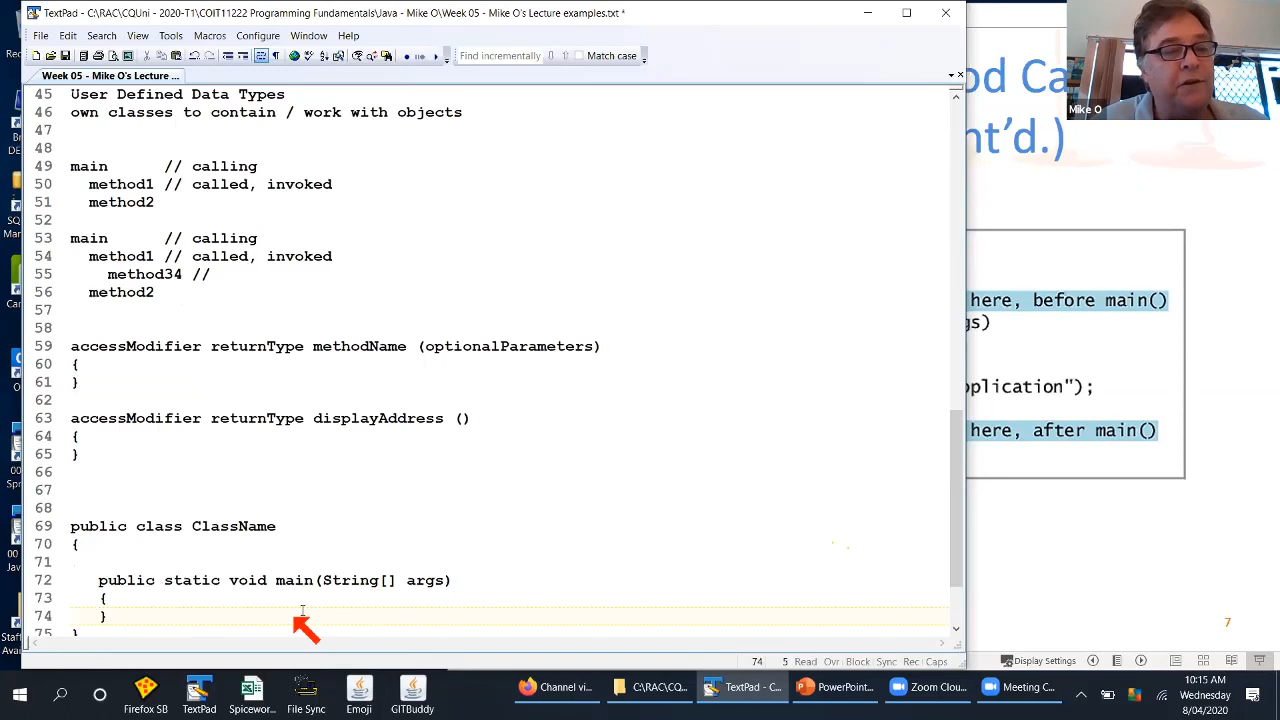 TextPad - C:\RAC\CQUni - 2020-T1\COIT11222 Programming Fundamentals\Java - Mike O\Week 05 - Mike O's Lecture examples.txt *
File Edit Search View Tools Macros Configure Window Help
Find incrementally Match case
Week 05 - Mike O's Lecture ...
45 User Defined Data Types
46 own classes to contain / work with objects
47
48
49 main // calling
50 method1 // called, invoked
51 method2
52
53 main // calling
54 method1 // called, invoked
55 method34 //
56 method2
57
58
59 accessModifier returnType methodName (optionalParameters)
60 {
61 }
62
63 accessModifier returnType displayAddress ()
64 {
65 }
66
67
68
69 public class ClassName
70 {
71
72 public static void main(String[] args)
73 {
74 }
75 }
74 5 Read Ovr Block Sync Rec Caps
od Ca
nt'd.)
Mike O
here, before main()
gs)
plication");
here, after main()
7
Display Settings
Firefox SB
TextPad
Spicewor...
File Sync
Emoji
GITBuddy
Channel vi...
C:\RAC\CQ...
TextPad - C...
PowerPoint...
Zoom Clou...
Meeting C...
10:15 AM
Wednesday
8/04/2020